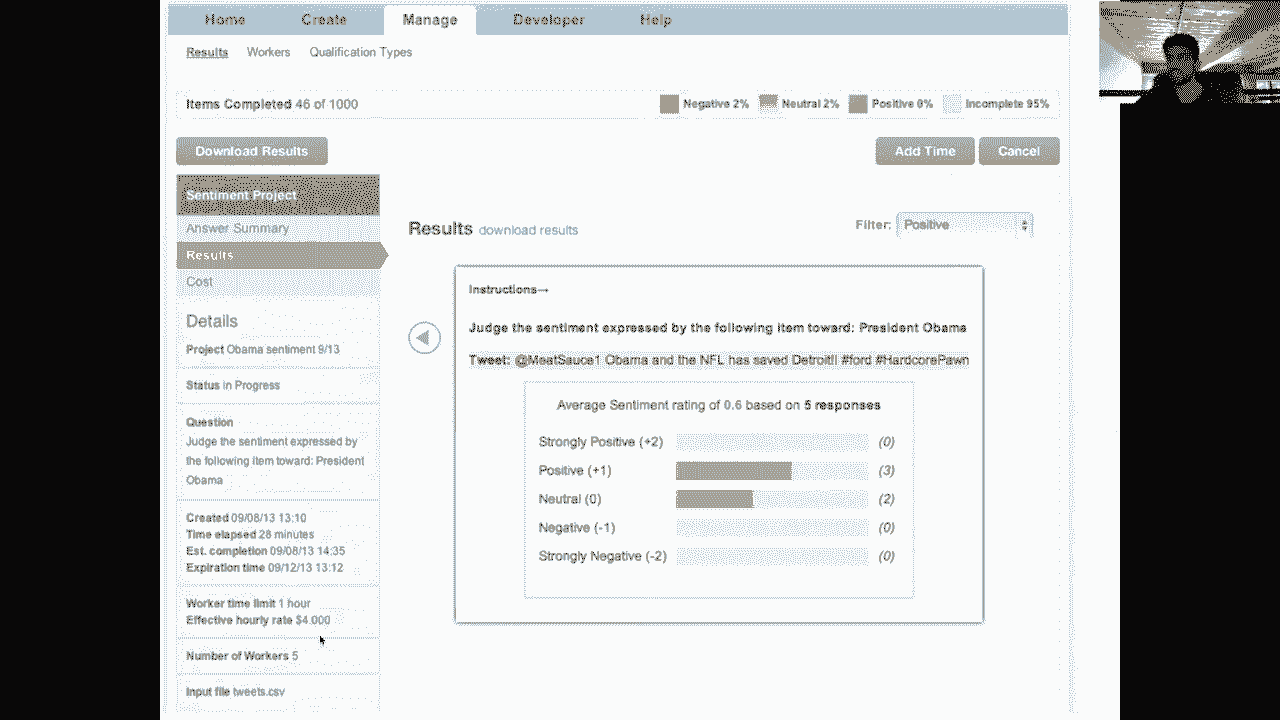 Home Create Manage Developer Help
Results Workers Qualification Types
Items Completed 46 of 1000
Negative 2% Neutral 2% Positive 0% Incomplete 95%
Download Results
Add Time Cancel
Sentiment Project
Answer Summary
Results
Cost
Details
Project Obama sentiment 9/13
Status in Progress
Question
Judge the sentiment expressed by
the following item toward: President
Obama
Created 09/08/13 13:10
Time elapsed 28 minutes
Est. completion 09/08/13 14:35
Expiration time 09/12/13 13:12
Worker time limit 1 hour
Effective hourly rate $4.000
Number of Workers 5
Input file tweets.csv
Results download results
Filter: Positive
Instructions→
Judge the sentiment expressed by the following item toward: President Obama
Tweet: @MeatSauce1 Obama and the NFL has saved Detroit!! #ford #HardcorePawn
Average Sentiment rating of 0.6 based on 5 responses
Strongly Positive (+2) (0)
Positive (+1) (3)
Neutral (0) (2)
Negative (-1) (0)
Strongly Negative (-2) (0)